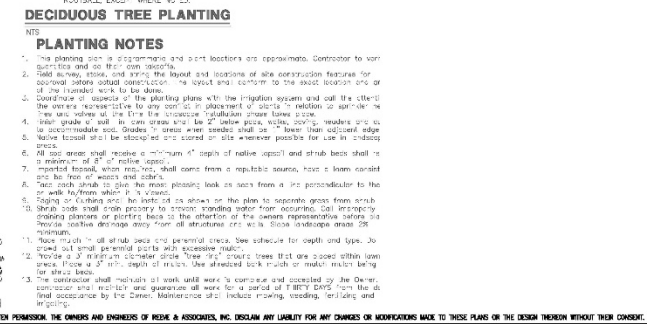 ROOTBALL, EXCEPT WHERE NOTED.
DECIDUOUS TREE PLANTING
NTS
PLANTING NOTES
1. This planting plan is diagrammatic and plant locations are approximate. Contractor to
quantities and do their own takeoffs.
2. Field survey, stake, and string the layout and locations of site construction features for
approval before actual construction. The layout shall conform to the exact location
of the intended work to be done.
3. Coordinate all aspects of the planting plans with the irrigation system and call the
the owners representative to any conflict in placement of plants in relation to sprinkler
lines and valves at the time the landscape installation phase takes place.
4. Finish grade of soil in lawn areas shall be 2" below pads, walks, paving, headers and
to accommodate sod. Grades in areas when seeded shall be 1" lower than adjacent edge
5. Native topsoil shall be stockpiled and stored on site whenever possible for use in
areas.
6. All sod areas shall receive a minimum 4" depth of native topsoil and shrub beds shall
a minimum of 8" of native topsoil.
7. Imported topsoil, when required, shall come from a reputable source, have a loam
and be free of weeds and debris.
8. Face each shrub to give the most pleasing look as seen from a line perpendicular to the
or walk to/from which it is viewed.
9. Edging or Curbing shall be installed as shown on the plan to separate grass from shrub
10. Shrub beds shall drain properly to prevent standing water from occurring. Call improperly
draining planters or planting beds to the attention of the owners representative before
Provide positive drainage away from all structures and walls. Slope landscape areas 2%
minimum.
11. Place mulch in all shrub beds and perennial areas. See schedule for depth and type. Do
crowd out small perennial plants with excessive mulch.
12. Provide a 3' minimum diameter circle "tree ring" around trees that are placed within lawn
areas. Place a 3" min. depth of mulch. Use shredded bark mulch or match mulch being
for shrub beds.
13. The contractor shall maintain all work until work is complete and accepted by the Owner.
contractor shall maintain and guarantee all work for a period of THIRTY DAYS from the
final acceptance by the Owner. Maintenance shall include mowing, weeding, fertilizing and
irrigating.
TEN PERMISSION. THE OWNERS AND ENGINEERS OF REEVE & ASSOCIATES, INC. DISCLAIM ANY LIABILITY FOR ANY CHANGES OR MODIFICATIONS MADE TO THESE PLANS OR THE DESIGN THEREON WITHOUT THEIR CONSENT.